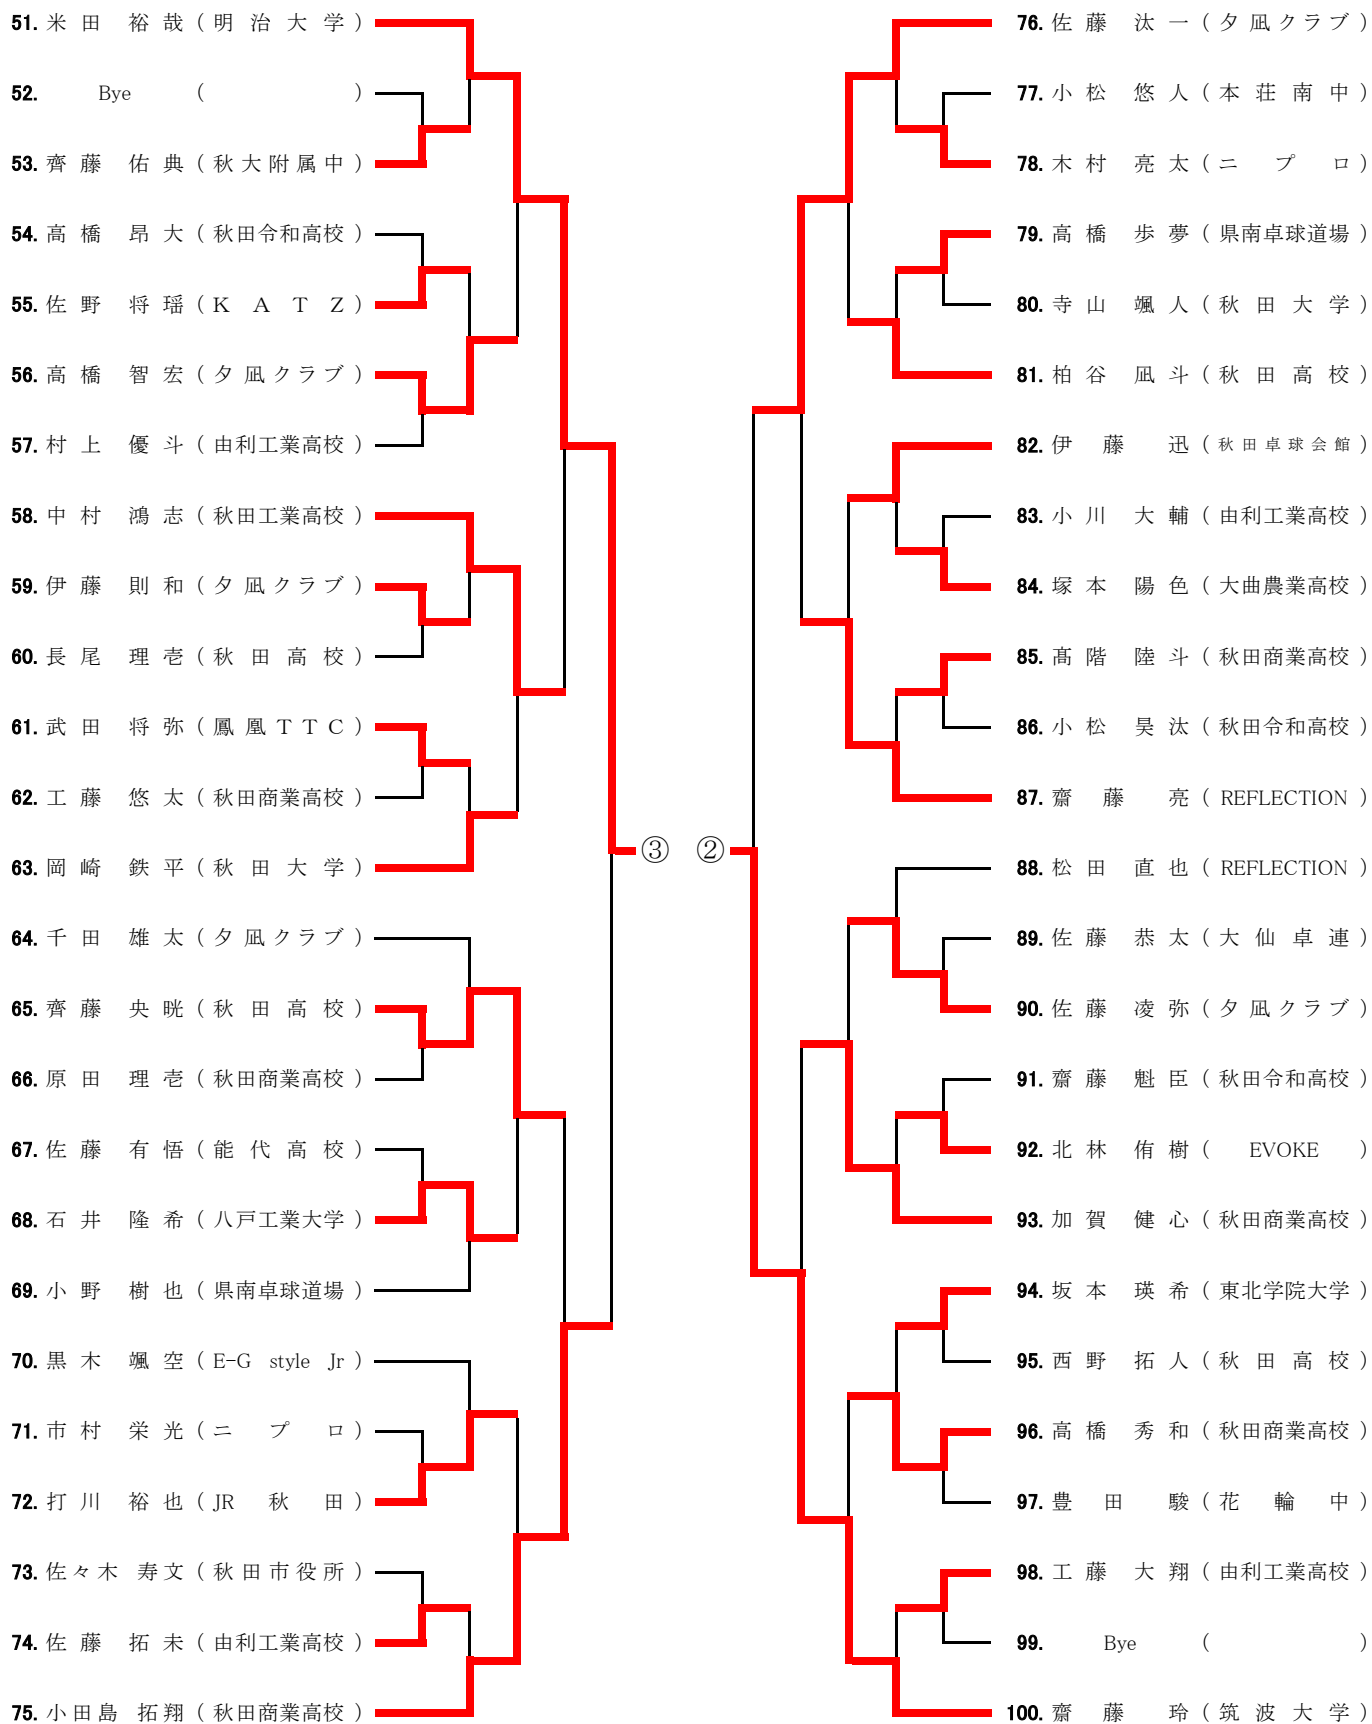 51. 米田 裕哉 (明治大学)
52. Bye ( )
53. 齊藤 佑典 (秋大附属中)
54. 高橋 昂大 (秋田令和高校)
55. 佐野 将瑶 (KATZ)
56. 高橋 智宏 (夕凪クラブ)
57. 村上 優斗 (由利工業高校)
58. 中村 鴻志 (秋田工業高校)
59. 伊藤 則和 (夕凪クラブ)
60. 長尾 理壱 (秋田高校)
61. 武田 将弥 (鳳凰TTC)
62. 工藤 悠太 (秋田商業高校)
63. 岡崎 鉄平 (秋田大学)
64. 千田 雄太 (夕凪クラブ)
65. 齊藤 央晄 (秋田高校)
66. 原田 理壱 (秋田商業高校)
67. 佐藤 有悟 (能代高校)
68. 石井 隆希 (八戸工業大学)
69. 小野 樹也 (県南卓球道場)
70. 黒木 颯空 (E-G style Jr)
71. 市村 栄光 (ニプロ)
72. 打川 裕也 (JR秋田)
73. 佐々木 寿文 (秋田市役所)
74. 佐藤 拓未 (由利工業高校)
75. 小田島 拓翔 (秋田商業高校)
③ ②
76. 佐藤 汰一 (夕凪クラブ)
77. 小松 悠人 (本荘南中)
78. 木村 亮太 (ニプロ)
79. 高橋 歩夢 (県南卓球道場)
80. 寺山 颯人 (秋田大学)
81. 柏谷 凪斗 (秋田高校)
82. 伊藤 迅 (秋田卓球会館)
83. 小川 大輔 (由利工業高校)
84. 塚本 陽色 (大曲農業高校)
85. 髙階 陸斗 (秋田商業高校)
86. 小松 昊汰 (秋田令和高校)
87. 齋藤 亮 (REFLECTION)
88. 松田 直也 (REFLECTION)
89. 佐藤 恭太 (大仙卓連)
90. 佐藤 凌弥 (夕凪クラブ)
91. 齋藤 魁臣 (秋田令和高校)
92. 北林 侑樹 (EVOKE)
93. 加賀 健心 (秋田商業高校)
94. 坂本 瑛希 (東北学院大学)
95. 西野 拓人 (秋田高校)
96. 高橋 秀和 (秋田商業高校)
97. 豊田 駿 (花輪中)
98. 工藤 大翔 (由利工業高校)
99. Bye ( )
100. 齋藤 玲 (筑波大学)